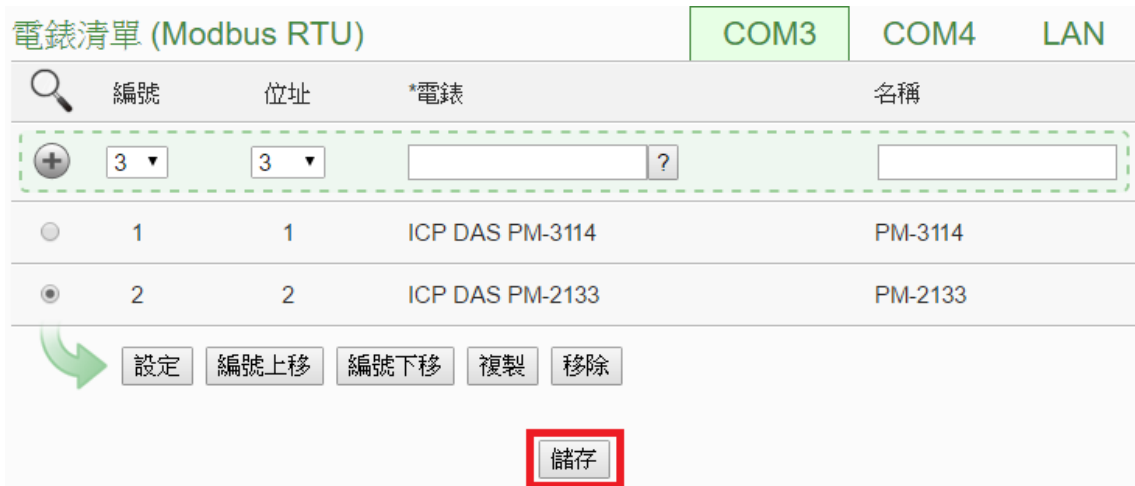 電錶清單 (Modbus RTU) COM3 COM4 LAN
編號 位址 *電錶 名稱
3 3 ?
1 1 ICP DAS PM-3114 PM-3114
2 2 ICP DAS PM-2133 PM-2133
設定 編號上移 編號下移 複製 移除
儲存